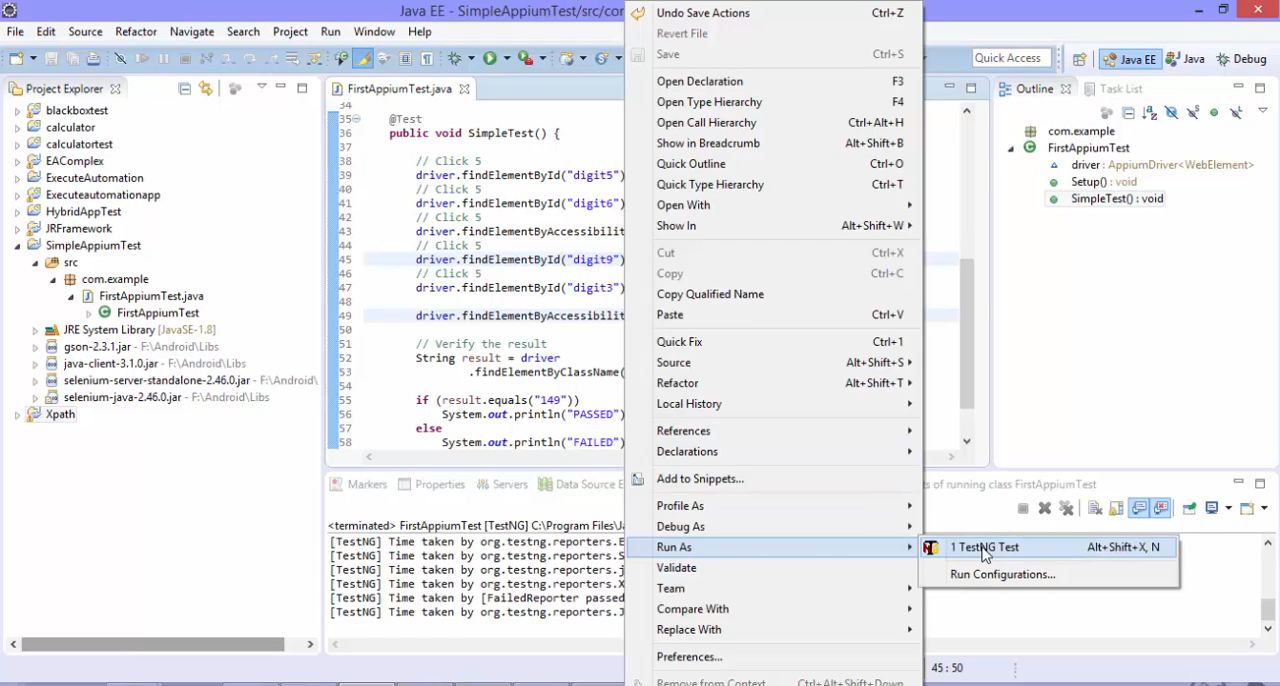 Java EE - SimpleAppiumTest/src/com
File Edit Source Refactor Navigate Search Project Run Window Help
Quick Access
Java EE
Java
Debug
Project Explorer
blackboxtest
calculator
calculatortest
EAComplex
ExecuteAutomation
Executeautomationapp
HybridAppTest
JRFramework
SimpleAppiumTest
src
com.example
FirstAppiumTest.java
FirstAppiumTest
JRE System Library [JavaSE-1.8]
gson-2.3.1.jar - F:\Android\Libs
java-client-3.1.0.jar - F:\Android\Libs
selenium-server-standalone-2.46.0.jar - F:\Android\
selenium-java-2.46.0.jar - F:\Android\Libs
Xpath
FirstAppiumTest.java
34
35 @Test
36 public void SimpleTest() {
37
38 // Click 5
39 driver.findElementById("digit5")
40 // Click 5
41 driver.findElementById("digit6")
42 // Click 5
43 driver.findElementByAccessibilit
44 // Click 5
45 driver.findElementById("digit9")
46 // Click 5
47 driver.findElementById("digit3")
48
49 driver.findElementByAccessibilit
50
51 // Verify the result
52 String result = driver
53 .findElementByClassName(
54
55 if (result.equals("149"))
56 System.out.println("PASSED")
57 else
58 System.out.println("FAILED")
Undo Save Actions Ctrl+Z
Revert File
Save Ctrl+S
Open Declaration F3
Open Type Hierarchy F4
Open Call Hierarchy Ctrl+Alt+H
Show in Breadcrumb Alt+Shift+B
Quick Outline Ctrl+O
Quick Type Hierarchy Ctrl+T
Open With
Show In Alt+Shift+W
Cut Ctrl+X
Copy Ctrl+C
Copy Qualified Name
Paste Ctrl+V
Quick Fix Ctrl+1
Source Alt+Shift+S
Refactor Alt+Shift+T
Local History
References
Declarations
Add to Snippets...
Profile As
Debug As
Run As
Validate
Team
Compare With
Replace With
Preferences...
Remove from Context Ctrl+Alt+Shift+Down
1 TestNG Test Alt+Shift+X, N
Run Configurations...
Outline
Task List
com.example
FirstAppiumTest
driver : AppiumDriver<WebElement>
Setup() : void
SimpleTest() : void
Markers
Properties
Servers
Data Source E
ts of running class FirstAppiumTest
<terminated> FirstAppiumTest [TestNG] C:\Program Files\Ja
[TestNG] Time taken by org.testng.reporters.E
[TestNG] Time taken by org.testng.reporters.S
[TestNG] Time taken by org.testng.reporters.j
[TestNG] Time taken by org.testng.reporters.X
[TestNG] Time taken by [FailedReporter passed
[TestNG] Time taken by org.testng.reporters.J
45 : 50